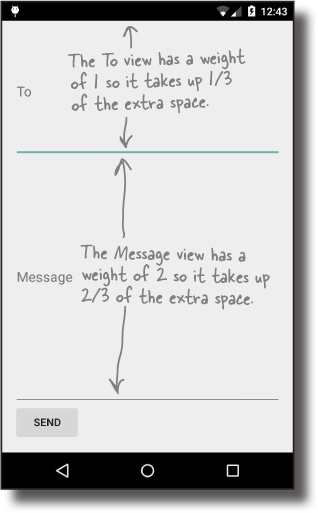 12:43
The To view has a weight
To
of 1 so it takes up 1/3
of the extra space.
The Message view has a
Message
weight of 2 so it takes up
2/3 of the extra space.
SEND